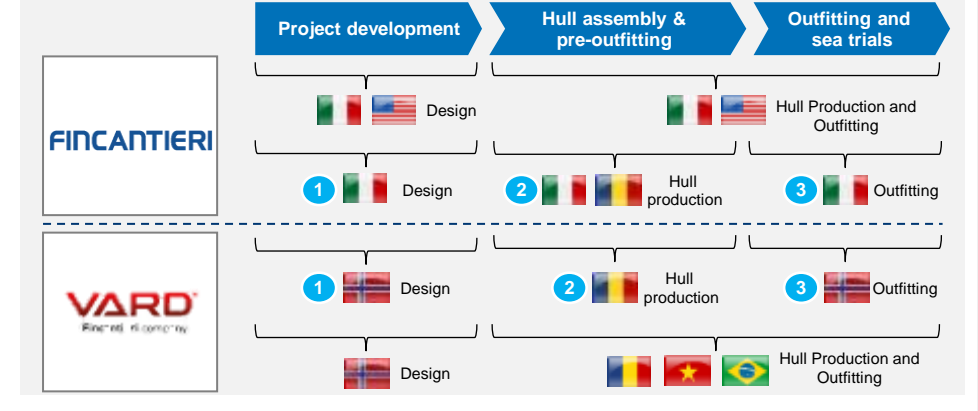 Project development
Hull assembly &
pre-outfitting
Outfitting and
sea trials
FINCANTIERI
Design
Hull Production and
Outfitting
1
Design
2
Hull
production
3
Outfitting
VARD
1
Design
2
Hull
production
3
Outfitting
Design
Hull Production and
Outfitting